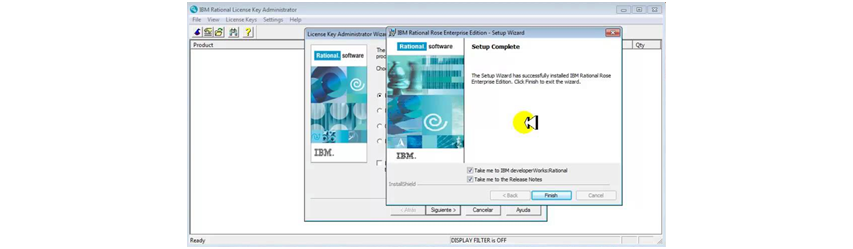 IBM Rational License Key Administrator
File View License Keys Settings Help
Product
Qty
License Key Administrator Wiza
Rational. software
The
proc
Cho
IBM.
< Atrás Siguiente > Cancelar Ayuda
IBM Rational Rose Enterprise Edition - Setup Wizard
Rational. software
IBM.
Setup Complete
The Setup Wizard has successfully installed IBM Rational Rose
Enterprise Edition. Click Finish to exit the wizard.
Take me to IBM developerWorks:Rational
Take me to the Release Notes
InstallShield
< Back Finish Cancel
Ready
DISPLAY FILTER is OFF